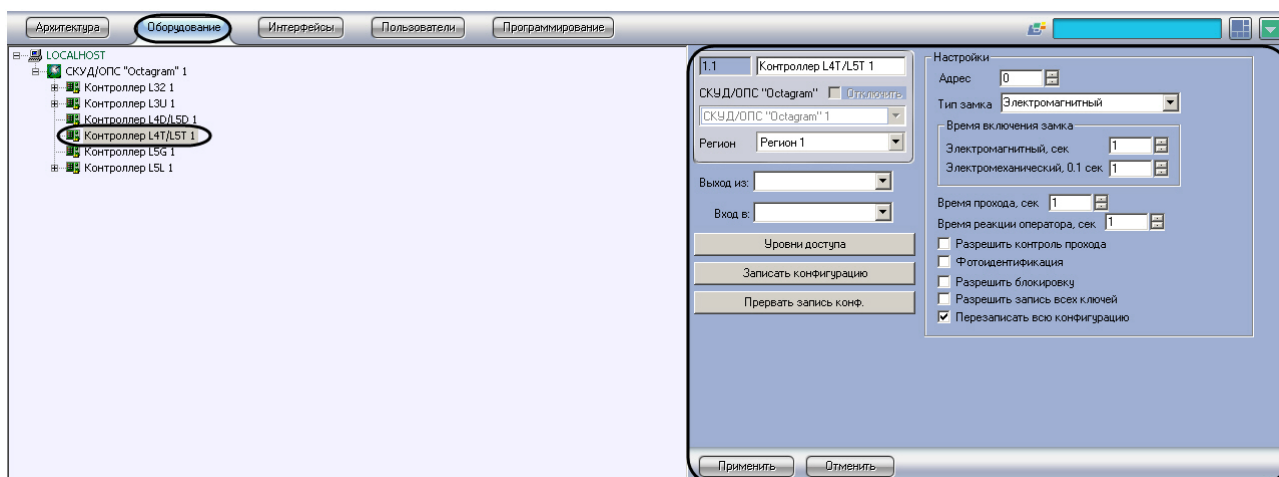 Архитектура
Оборудование
Интерфейсы
Пользователи
Программирование
LOCALHOST
СКУД/ОПС "Octagram" 1
Контроллер L32 1
Контроллер L3U 1
Контроллер L4D/L5D 1
Контроллер L4T/L5T 1
Контроллер L5G 1
Контроллер L5L 1
1.1
Контроллер L4T/L5T 1
СКУД/ОПС "Octagram"
Отключить
СКУД/ОПС "Octagram" 1
Регион
Регион 1
Выход из:
Вход в:
Уровни доступа
Записать конфигурацию
Прервать запись конф.
Настройки
Адрес
0
Тип замка
Электромагнитный
Время включения замка
Электромагнитный, сек
1
Электромеханический, 0.1 сек
1
Время прохода, сек
1
Время реакции оператора, сек
1
Разрешить контроль прохода
Фотоидентификация
Разрешить блокировку
Разрешить запись всех ключей
Перезаписать всю конфигурацию
Применить
Отменить